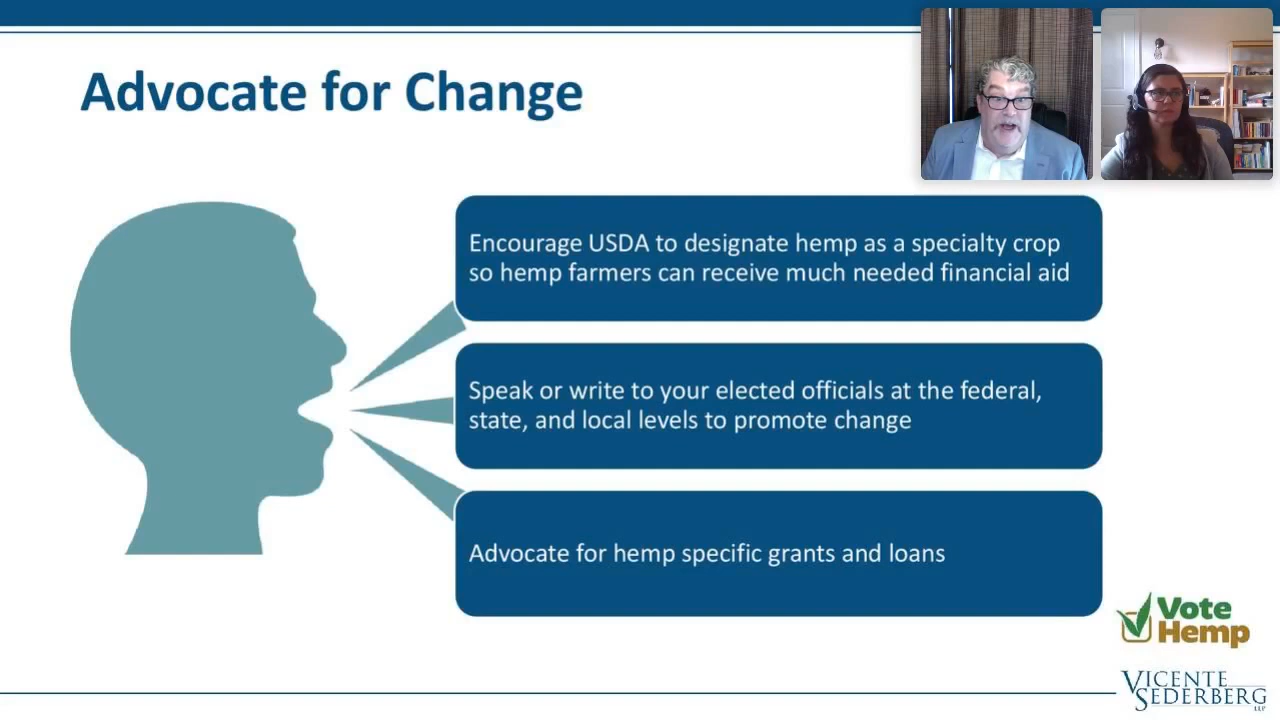 Advocate for Change
Encourage USDA to designate hemp as a specialty crop
so hemp farmers can receive much needed financial aid
Speak or write to your elected officials at the federal,
state, and local levels to promote change
Advocate for hemp specific grants and loans
Vote
Hemp
VICENTE
SEDERBERG
LLP